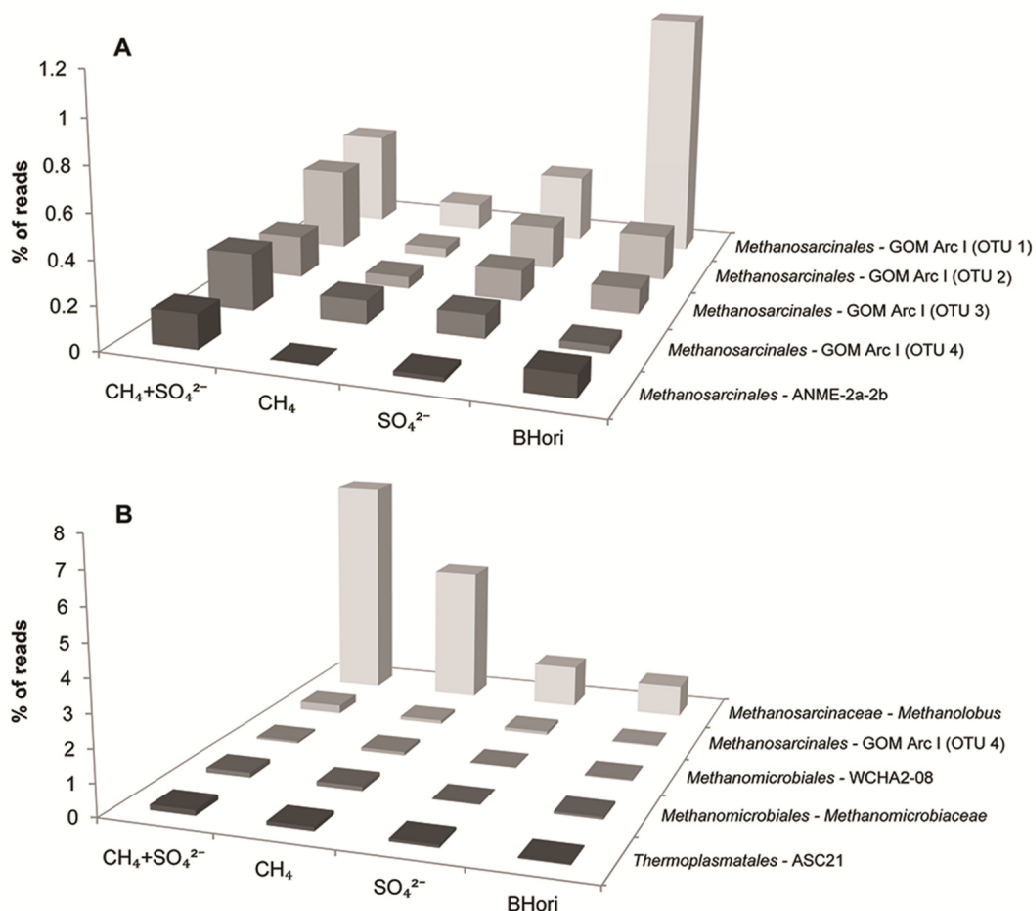 A
% of reads
1.2
1
0.8
0.6
0.4
0.2
0
CH₄+SO₄²⁻
CH₄
SO₄²⁻
BHori
Methanosarcinales - GOM Arc I (OTU 1)
Methanosarcinales - GOM Arc I (OTU 2)
Methanosarcinales - GOM Arc I (OTU 3)
Methanosarcinales - GOM Arc I (OTU 4)
Methanosarcinales - ANME-2a-2b
B
% of reads
8
7
6
5
4
3
2
1
0
CH₄+SO₄²⁻
CH₄
SO₄²⁻
BHori
Methanosarcinaceae - Methanolobus
Methanosarcinales - GOM Arc I (OTU 4)
Methanomicrobiales - WCHA2-08
Methanomicrobiales - Methanomicrobiaceae
Thermoplasmatales - ASC21